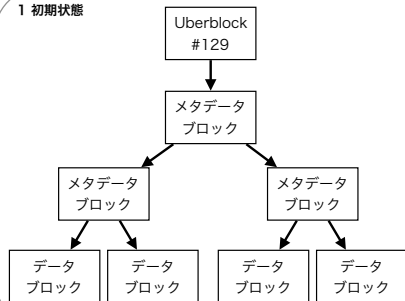 1 初期状態
Uberblock
#129
メタデータ
ブロック
メタデータ
ブロック
メタデータ
ブロック
データ
ブロック
データ
ブロック
データ
ブロック
データ
ブロック